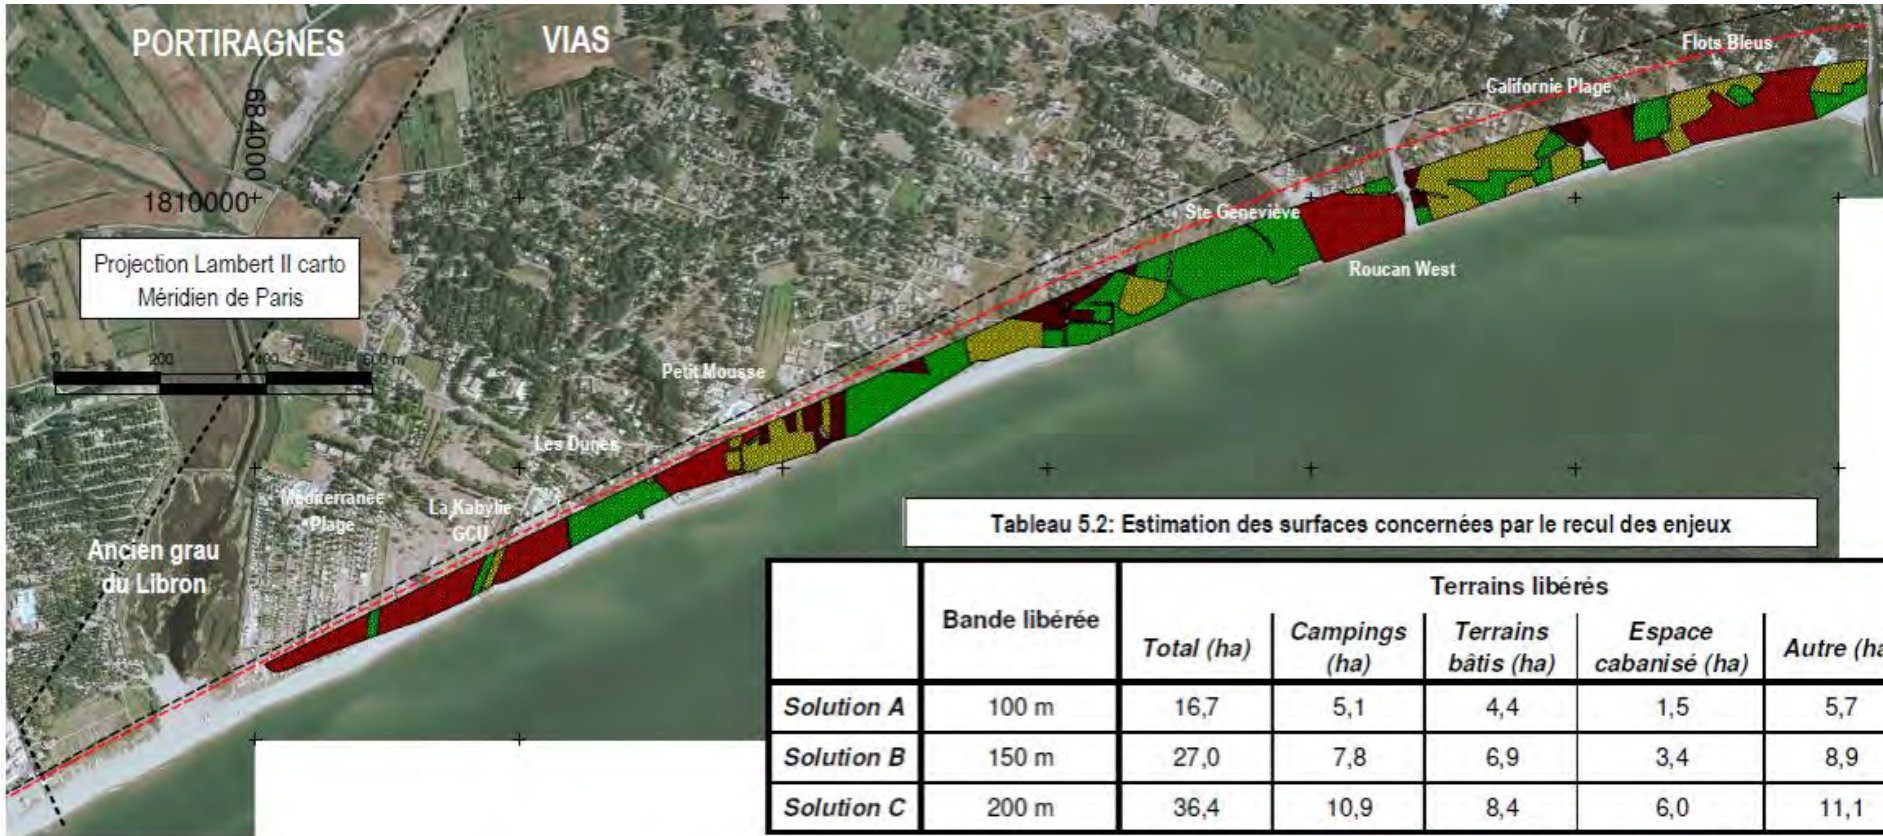 PORTIRAGNES
VIAS
Flots Bleus
Californie Plage
6840000
1810000
Ste Geneviève
Projection Lambert II carto
Méridien de Paris
Roucan West
0 200 400 600 m
Petit Mousse
Les Dunes
Méditerranée
Plage
La Kabylie
GCU
Ancien grau
du Libron
Tableau 5.2: Estimation des surfaces concernées par le recul des enjeux
Bande libérée
Terrains libérés
Total (ha) Campings (ha) Terrains bâtis (ha) Espace cabanisé (ha) Autre (ha
Solution A 100 m 16,7 5,1 4,4 1,5 5,7
Solution B 150 m 27,0 7,8 6,9 3,4 8,9
Solution C 200 m 36,4 10,9 8,4 6,0 11,1